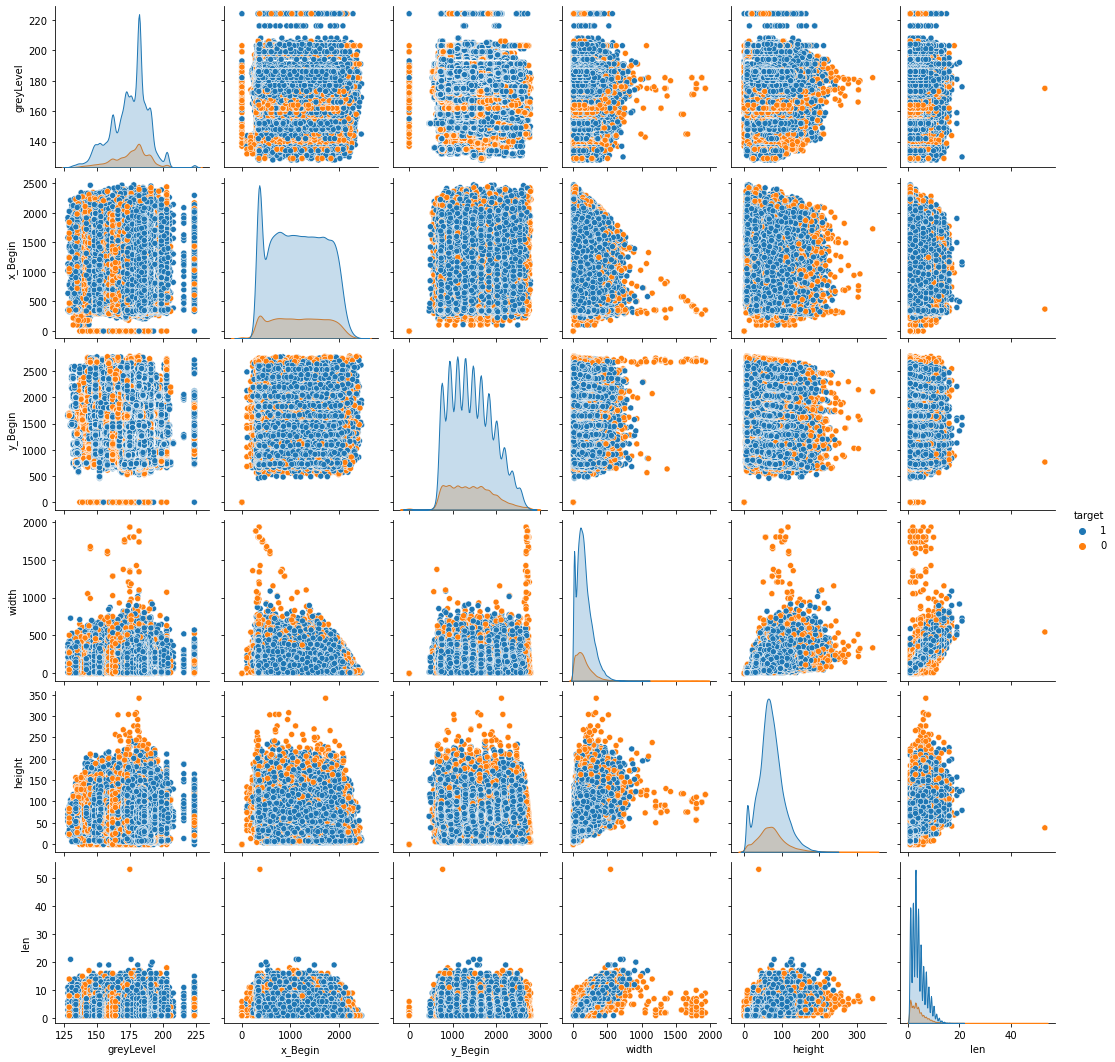 220
200
180
160
140
greyLevel
2500
2000
1500
1000
500
0
x_Begin
2500
2000
1500
1000
500
0
y_Begin
target
1
0
2000
1500
1000
500
0
width
350
300
250
200
150
100
50
0
height
50
40
30
20
10
0
len
125 150 175 200 225
0 1000 2000
0 1000 2000 3000
0 500 1000 1500 2000
0 100 200 300
0 20 40
greyLevel x_Begin y_Begin width height len